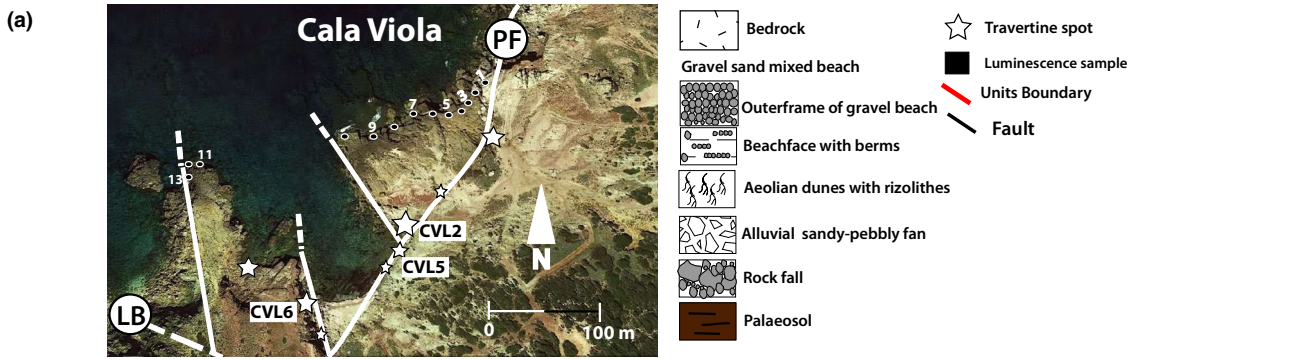 (a)
Cala Viola
PF
1
3
5
7
9
11
13
CVL2
CVL5
CVL6
LB
N
0 100 m
Bedrock
Gravel sand mixed beach
Outerframe of gravel beach
Beachface with berms
Aeolian dunes with rizolithes
Alluvial sandy-pebbly fan
Rock fall
Palaeosol
Travertine spot
Luminescence sample
Units Boundary
Fault